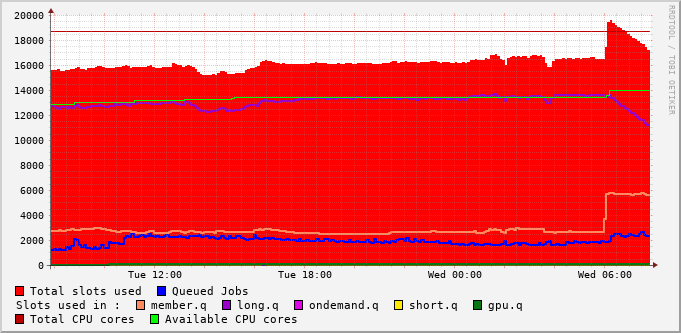 20000
18000
16000
14000
12000
10000
8000
6000
4000
2000
0
Tue 12:00 Tue 18:00 Wed 00:00 Wed 06:00
RRDTOOL / TOBI OETIKER
Total slots used Queued Jobs
Slots used in : member.q long.q ondemand.q short.q gpu.q
Total CPU cores Available CPU cores